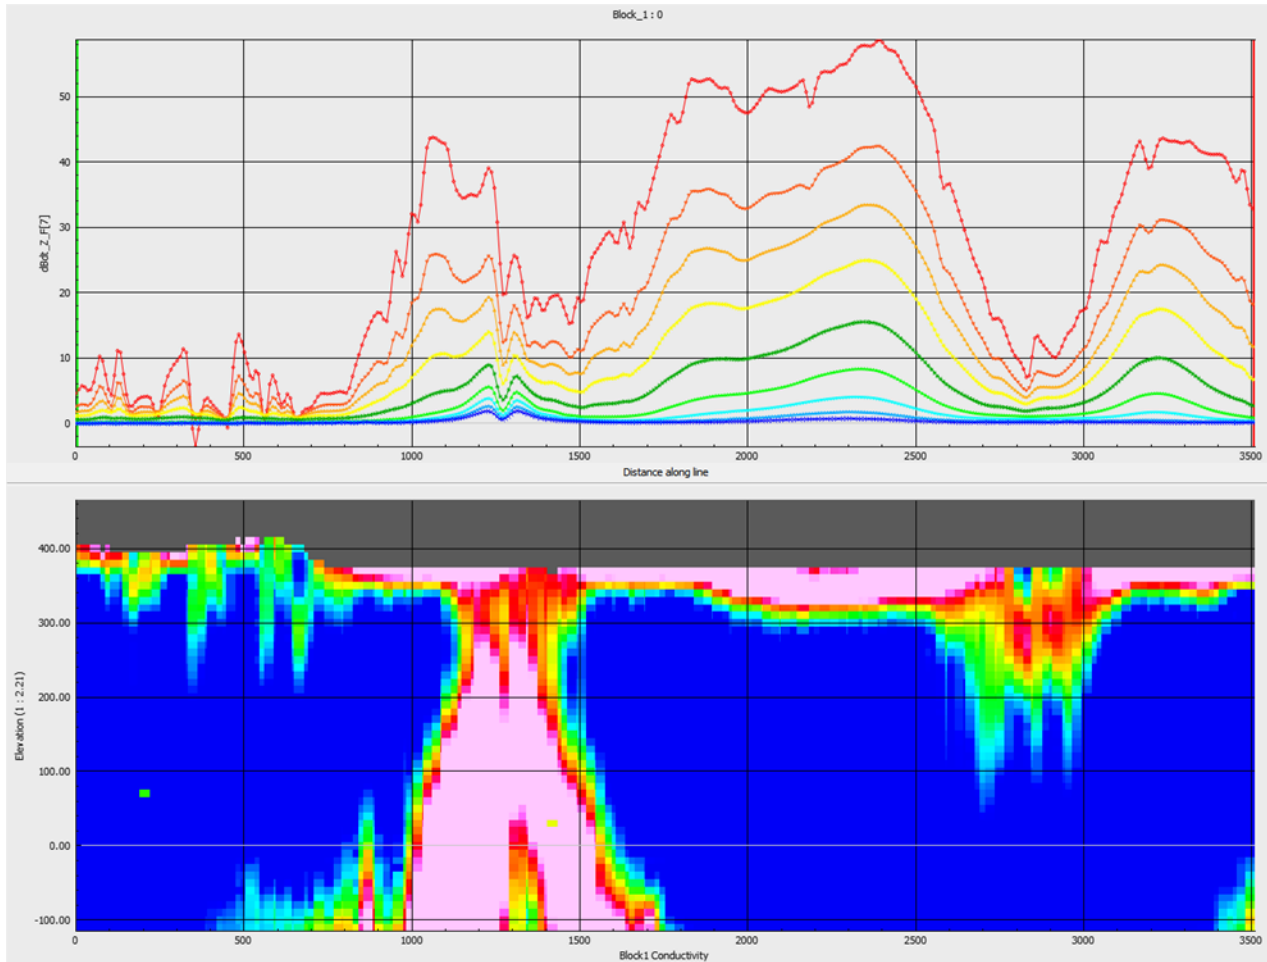 Block_1 : 0
50
40
30
20
10
0
dBdt_Z_F[7]
0 500 1000 1500 2000 2500 3000 3500
Distance along line
400.00
300.00
200.00
100.00
0.00
-100.00
Elevation (1 : 2.21)
0 500 1000 1500 2000 2500 3000 3500
Block1 Conductivity